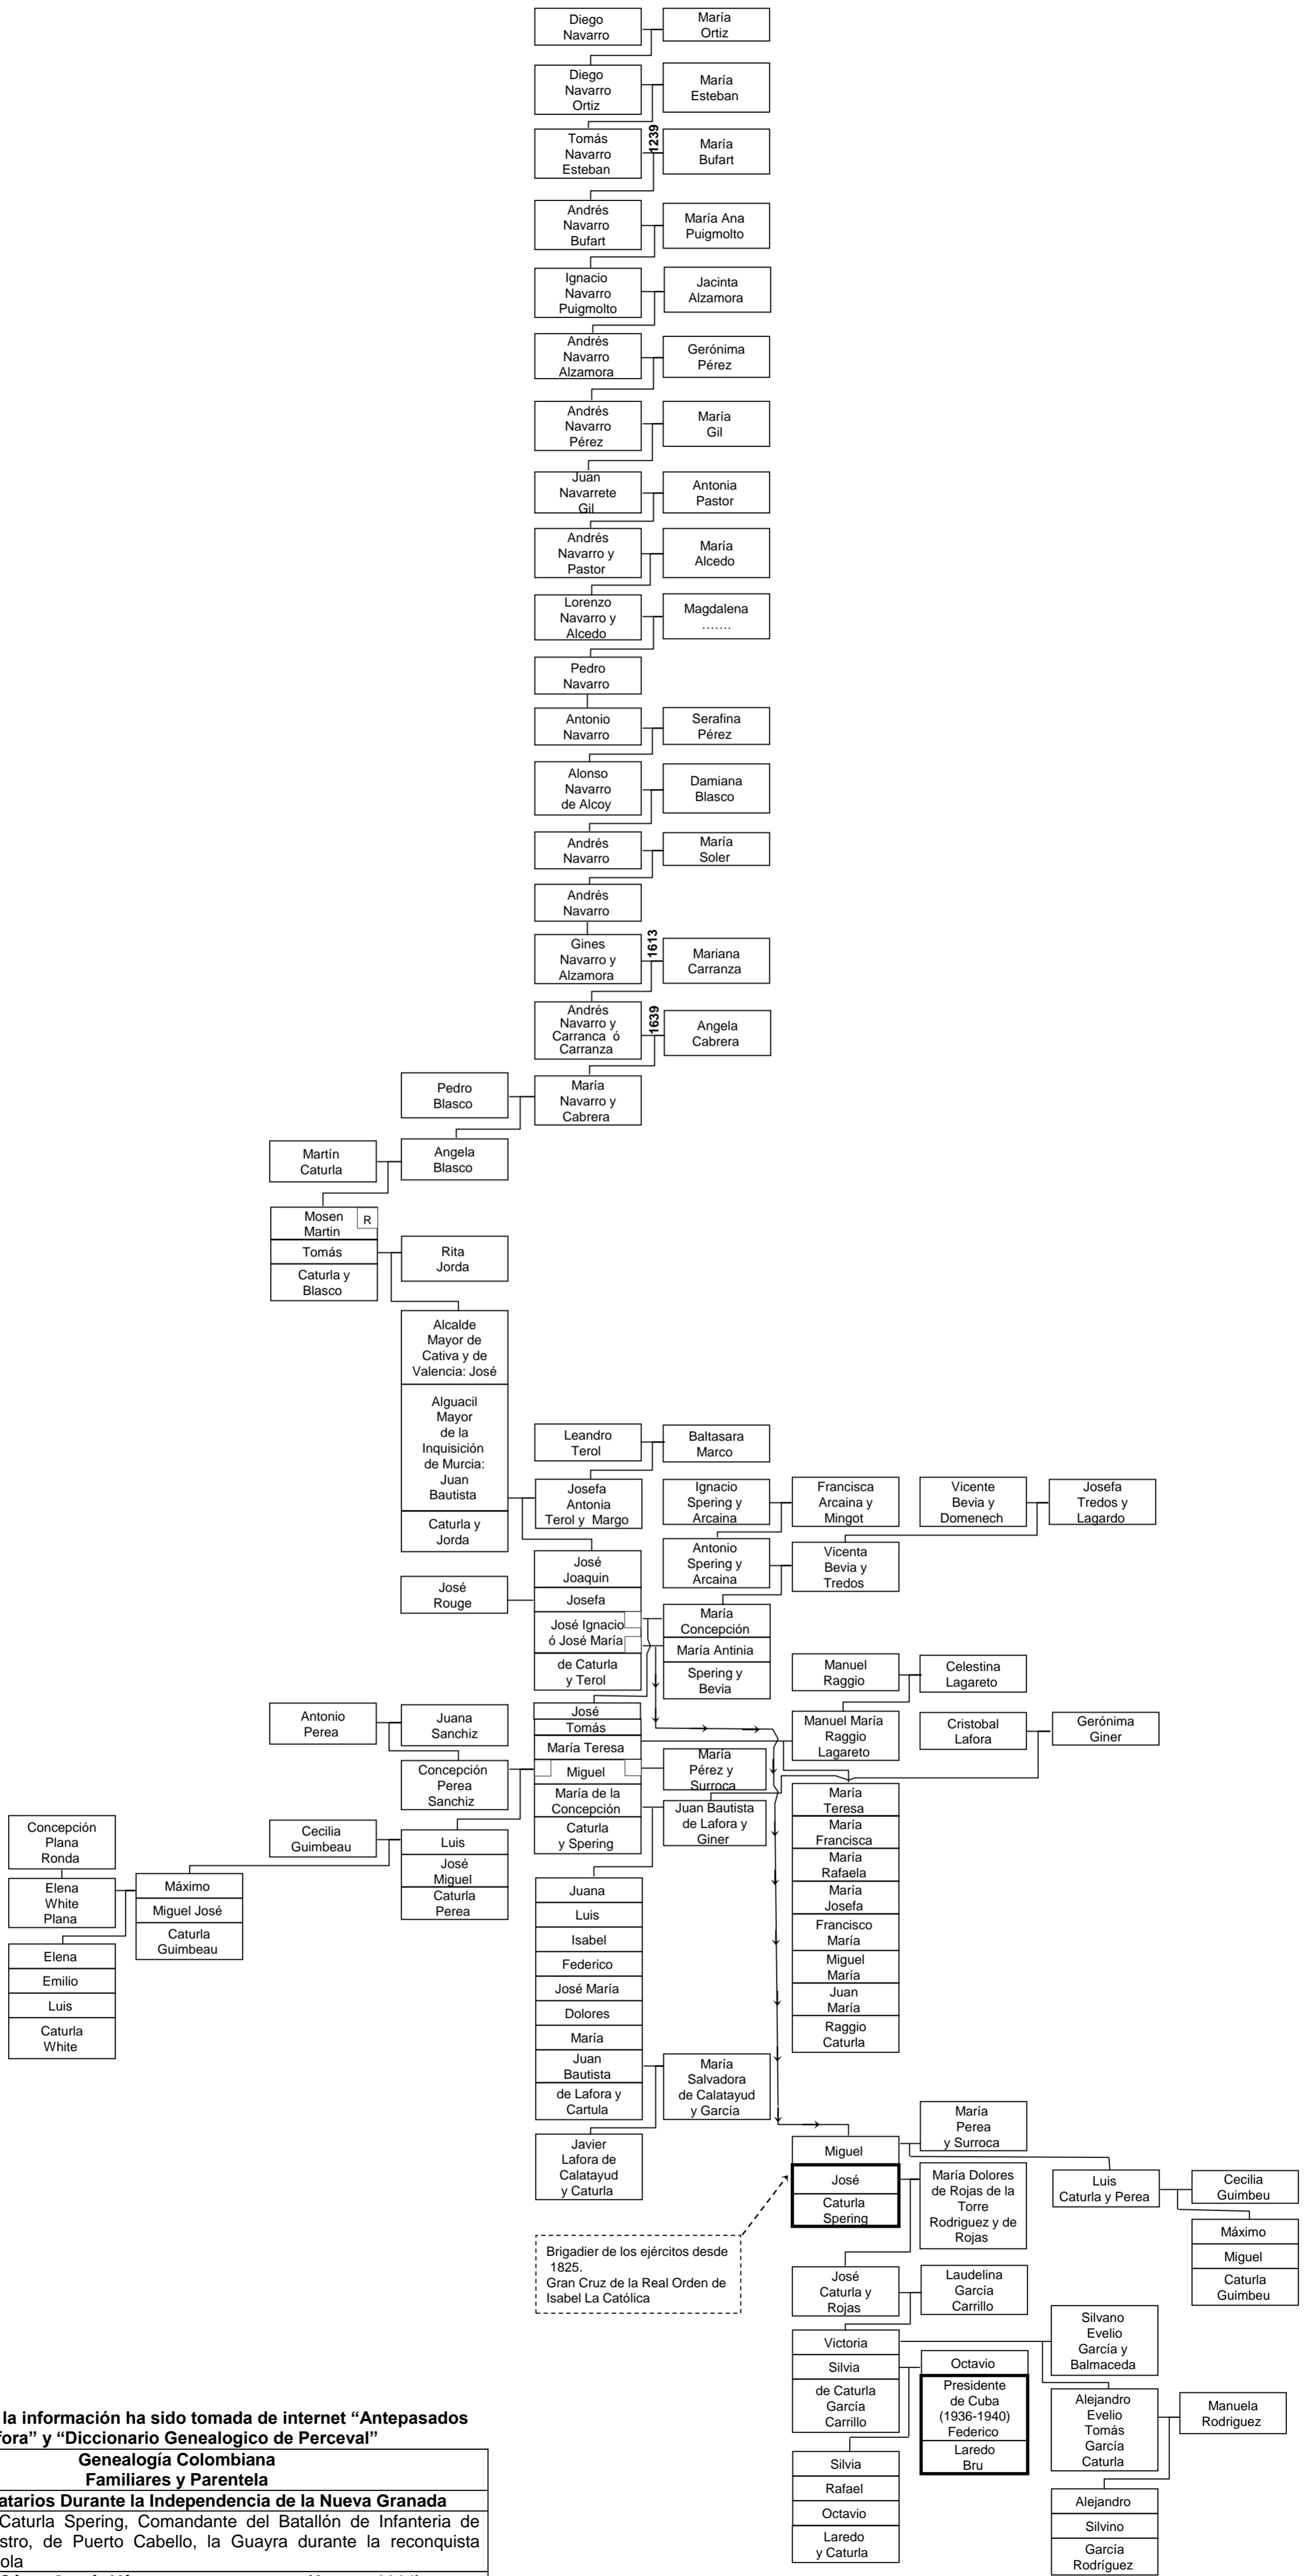 Diego
Navarro
María
Ortiz
Diego
Navarro
Ortiz
María
Esteban
Tomás
Navarro
Esteban
1239
María
Bufart
Andrés
Navarro
Bufart
María Ana
Puigmolto
Ignacio
Navarro
Puigmolto
Jacinta
Alzamora
Andrés
Navarro
Alzamora
Gerónima
Pérez
Andrés
Navarro
Pérez
María
Gil
Juan
Navarrete
Gil
Antonia
Pastor
Andrés
Navarro y
Pastor
María
Alcedo
Lorenzo
Navarro y
Alcedo
Magdalena
…….
Pedro
Navarro
Antonio
Navarro
Serafina
Pérez
Alonso
Navarro
de Alcoy
Damiana
Blasco
Andrés
Navarro
María
Soler
Andrés
Navarro
Gines
Navarro y
Alzamora
1613
Mariana
Carranza
Andrés
Navarro y
Carranca ó
Carranza
1639
Angela
Cabrera
Pedro
Blasco
María
Navarro y
Cabrera
Martín
Caturla
Angela
Blasco
Mosen
Martin
R
Tomás
Caturla y
Blasco
Rita
Jorda
Alcalde
Mayor de
Cativa y de
Valencia: José
Alguacil
Mayor
de la
Inquisición
de Murcia:
Juan
Bautista
Caturla y
Jorda
Leandro
Terol
Baltasara
Marco
Josefa
Antonia
Terol y Margo
Ignacio
Spering y
Arcaina
Francisca
Arcaina y
Mingot
Vicente
Bevia y
Domenech
Josefa
Tredos y
Lagardo
Antonio
Spering y
Arcaina
Vicenta
Bevia y
Tredos
José
Rouge
José
Joaquin
Josefa
José Ignacio
ó José María
de Caturla
y Terol
María
Concepción
María Antinia
Spering y
Bevia
Manuel
Raggio
Celestina
Lagareto
Antonio
Perea
Juana
Sanchiz
José
Tomás
María Teresa
Miguel
María de la
Concepción
Caturla
y Spering
Manuel María
Raggio
Lagareto
Cristobal
Lafora
Gerónima
Giner
Concepción
Perea
Sanchiz
María
Pérez y
Surroca
Juan Bautista
de Lafora y
Giner
María
Teresa
María
Francisca
María
Rafaela
María
Josefa
Francisco
María
Miguel
María
Juan
María
Raggio
Caturla
Concepción
Plana
Ronda
Cecilia
Guimbeau
Luis
José
Miguel
Caturla
Perea
Elena
White
Plana
Máximo
Miguel José
Caturla
Guimbeau
Elena
Emilio
Luis
Caturla
White
Juana
Luis
Isabel
Federico
José María
Dolores
María
Juan
Bautista
de Lafora y
Cartula
María
Salvadora
de Calatayud
y García
Javier
Lafora de
Calatayud
y Caturla
Miguel
José
Caturla
Spering
María
Perea
y Surroca
María Dolores
de Rojas de la
Torre
Rodriguez y de
Rojas
Luis
Caturla y Perea
Cecilia
Guimbeu
Máximo
Miguel
Caturla
Guimbeu
Brigadier de los ejércitos desde
1825.
Gran Cruz de la Real Orden de
Isabel La Católica
José
Caturla y
Rojas
Laudelina
García
Carrillo
Victoria
Silvia
de Caturla
García
Carrillo
Silvano
Evelio
García y
Balmaceda
Octavio
Presidente
de Cuba
(1936-1940)
Federico
Laredo
Bru
Alejandro
Evelio
Tomás
García
Caturla
Manuela
Rodriguez
Silvia
Rafael
Octavio
Laredo
y Caturla
Alejandro
Silvino
García
Rodríguez
la información ha sido tomada de internet “Antepasados
fora” y “Diccionario Genealogico de Perceval”
Genealogía Colombiana
Familiares y Parentela
atarios Durante la Independencia de la Nueva Granada
Caturla Spering, Comandante del Batallón de Infanteria de
stro, de Puerto Cabello, la Guayra durante la reconquista
ola